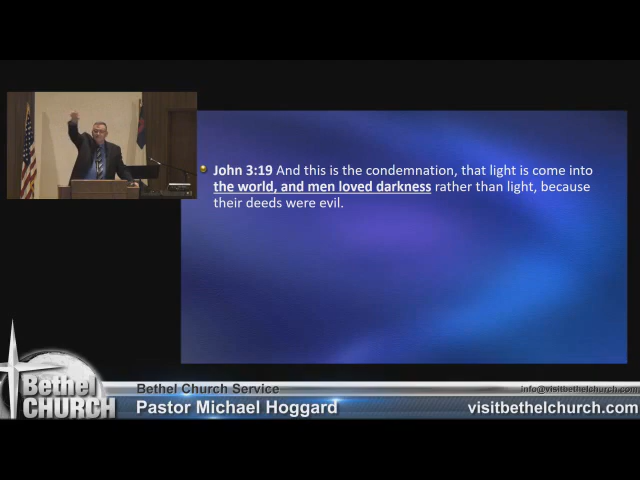 John 3:19 And this is the condemnation, that light is come into
the world, and men loved darkness rather than light, because
their deeds were evil.
Bethel
CHURCH
Bethel Church Service
info@visitbethelchurch.com
Pastor Michael Hoggard
visitbethelchurch.com